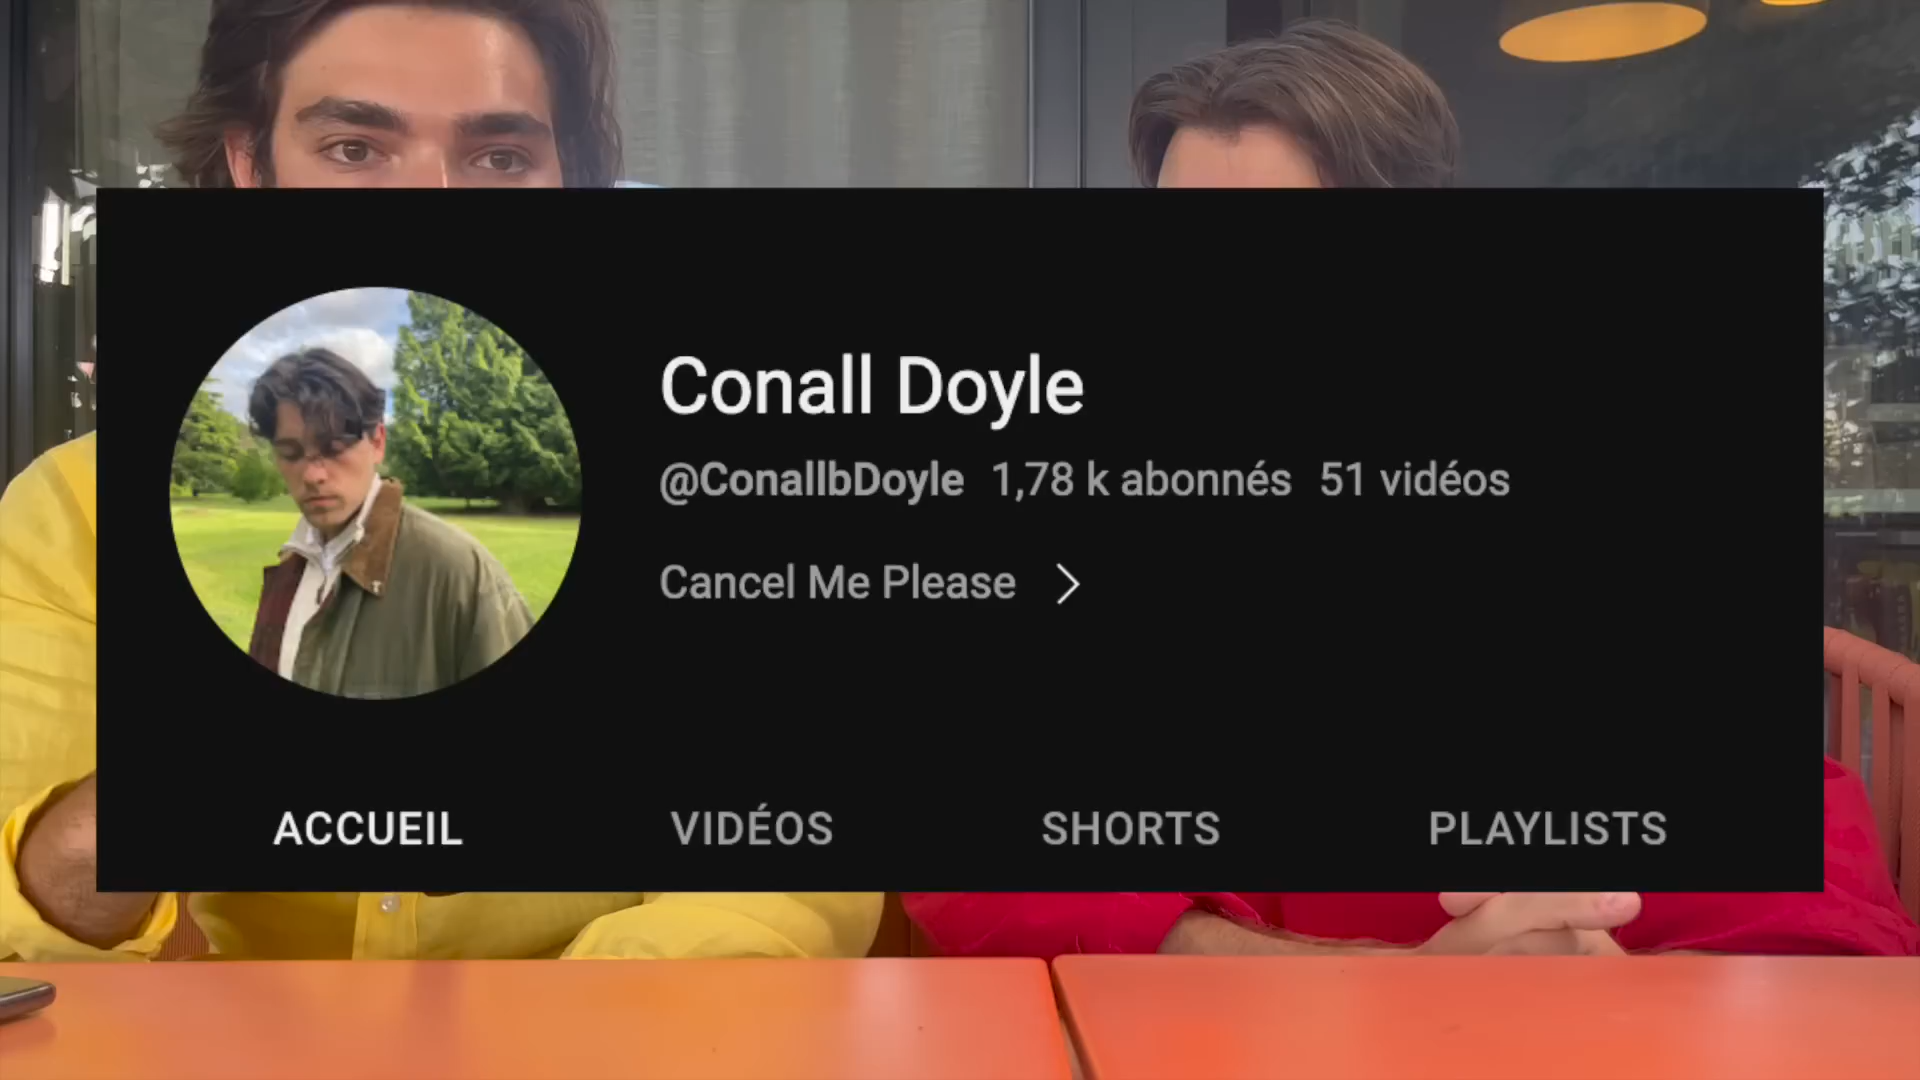 Conall Doyle
@ConallbDoyle 1,78 k abonnés 51 vidéos
Cancel Me Please
ACCUEIL VIDÉOS SHORTS PLAYLISTS